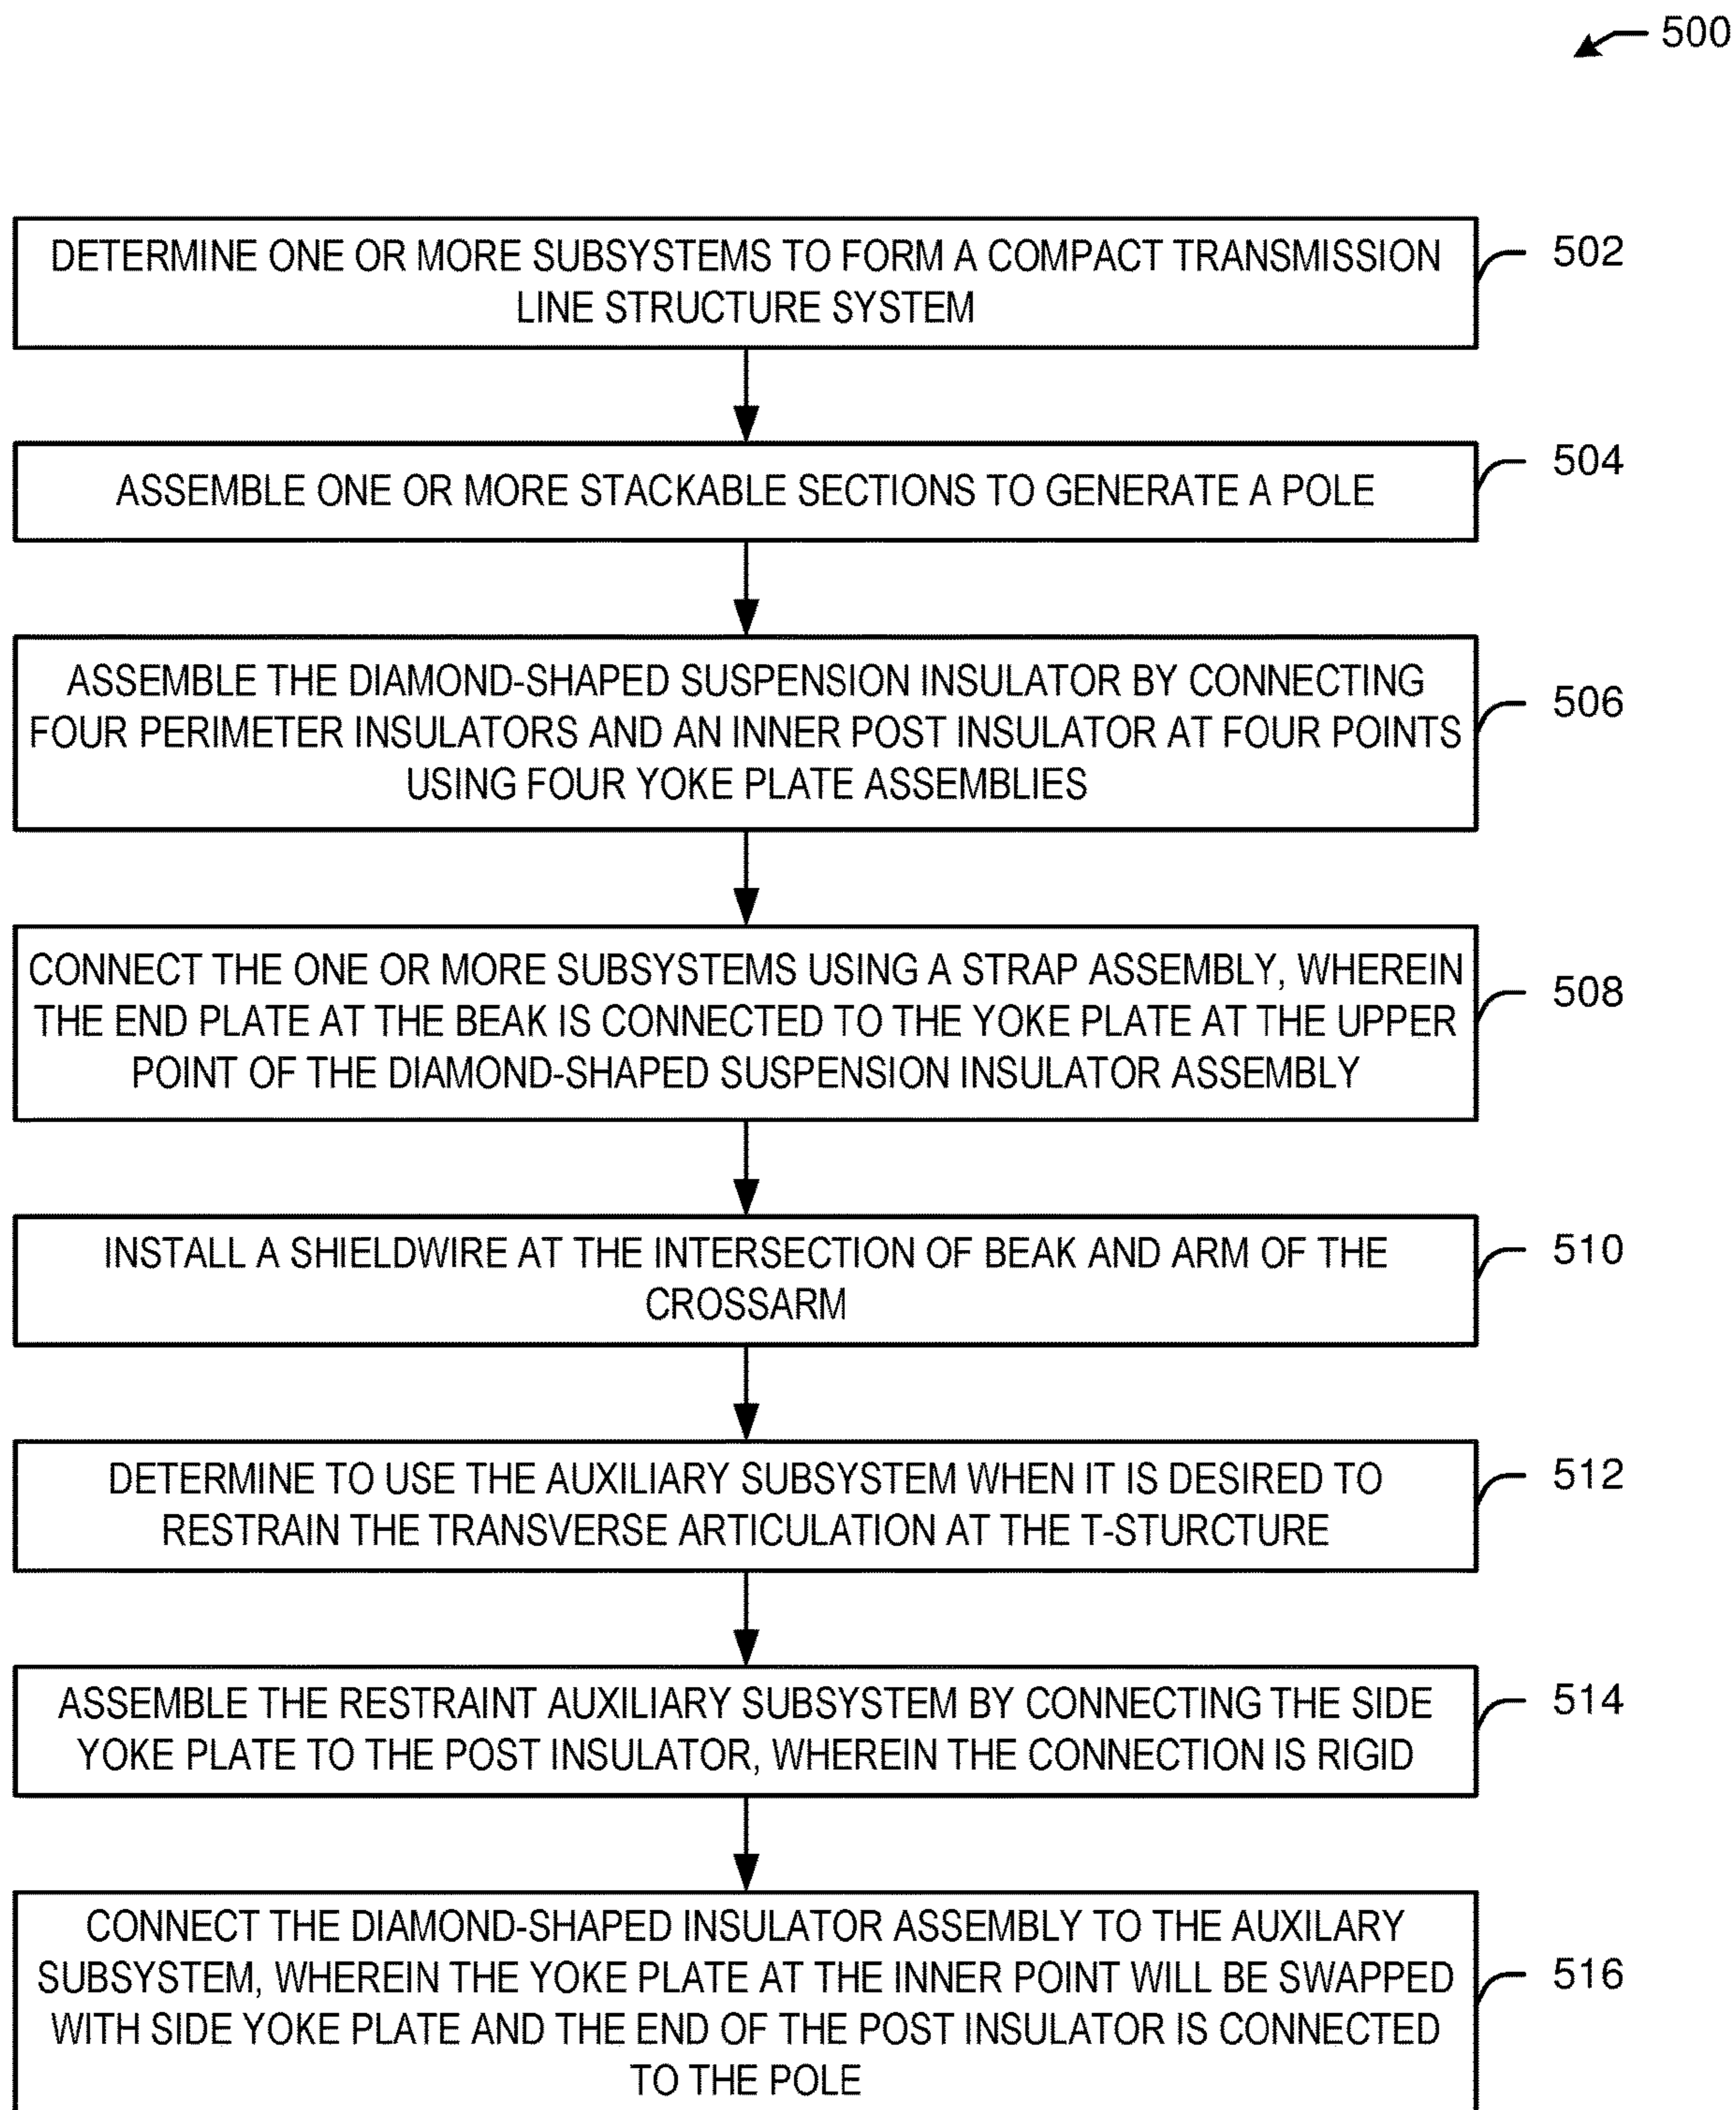 500
DETERMINE ONE OR MORE SUBSYSTEMS TO FORM A COMPACT TRANSMISSION
LINE STRUCTURE SYSTEM
502
ASSEMBLE ONE OR MORE STACKABLE SECTIONS TO GENERATE A POLE
504
ASSEMBLE THE DIAMOND-SHAPED SUSPENSION INSULATOR BY CONNECTING
FOUR PERIMETER INSULATORS AND AN INNER POST INSULATOR AT FOUR POINTS
USING FOUR YOKE PLATE ASSEMBLIES
506
CONNECT THE ONE OR MORE SUBSYSTEMS USING A STRAP ASSEMBLY, WHEREIN
THE END PLATE AT THE BEAK IS CONNECTED TO THE YOKE PLATE AT THE UPPER
POINT OF THE DIAMOND-SHAPED SUSPENSION INSULATOR ASSEMBLY
508
INSTALL A SHIELDWIRE AT THE INTERSECTION OF BEAK AND ARM OF THE
CROSSARM
510
DETERMINE TO USE THE AUXILIARY SUBSYSTEM WHEN IT IS DESIRED TO
RESTRAIN THE TRANSVERSE ARTICULATION AT THE T-STURCTURE
512
ASSEMBLE THE RESTRAINT AUXILIARY SUBSYSTEM BY CONNECTING THE SIDE
YOKE PLATE TO THE POST INSULATOR, WHEREIN THE CONNECTION IS RIGID
514
CONNECT THE DIAMOND-SHAPED INSULATOR ASSEMBLY TO THE AUXILARY
SUBSYSTEM, WHEREIN THE YOKE PLATE AT THE INNER POINT WILL BE SWAPPED
WITH SIDE YOKE PLATE AND THE END OF THE POST INSULATOR IS CONNECTED
TO THE POLE
516